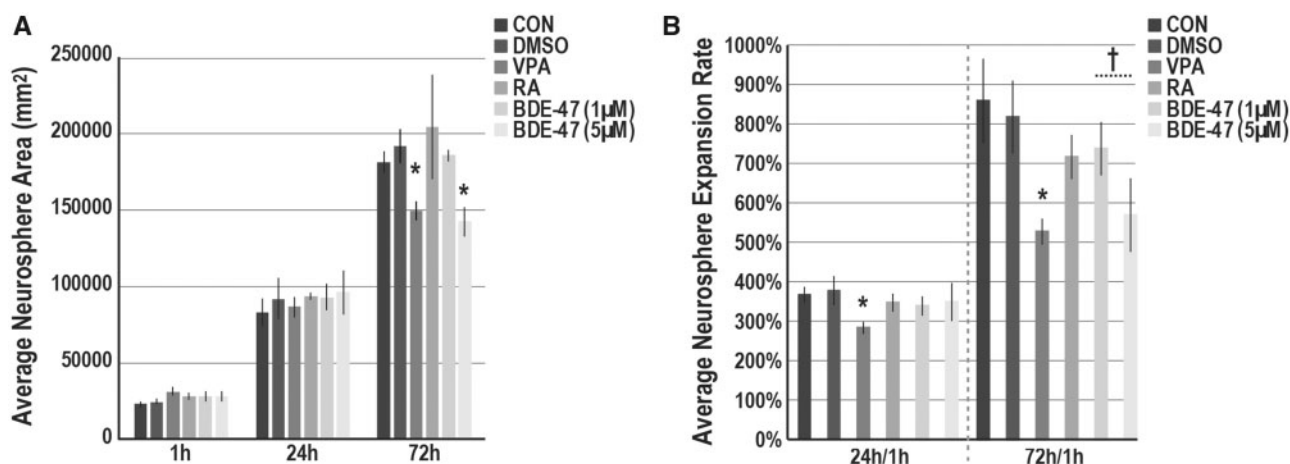 A
Average Neurosphere Area (mm²)
250000
200000
150000
100000
50000
0
1h
24h
72h
*
*
CON
DMSO
VPA
RA
BDE-47 (1µM)
BDE-47 (5µM)
B
Average Neurosphere Expansion Rate
1000%
900%
800%
700%
600%
500%
400%
300%
200%
100%
0%
24h/1h
72h/1h
*
*
†
CON
DMSO
VPA
RA
BDE-47 (1µM)
BDE-47 (5µM)